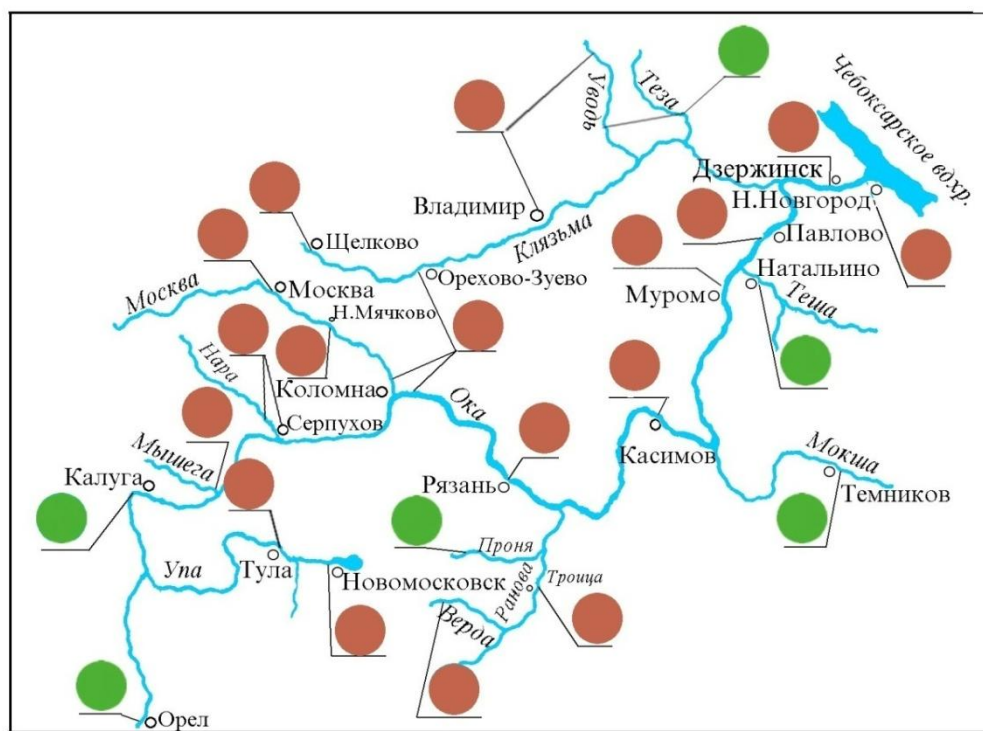 Уводь
Теза
Чебоксарское вдхр.
Дзержинск
Н.Новгород
Владимир
Клязьма
Павлово
Щелково
Орехово-Зуево
Натальино
Москва
Москва
Муром
Теша
Н.Мячково
Нара
Коломна
Ока
Серпухов
Касимов
Мокша
Мышега
Калуга
Рязань
Темников
Проня
Упа
Тула
Новомосковск
Ранова
Троица
Верда
Орел